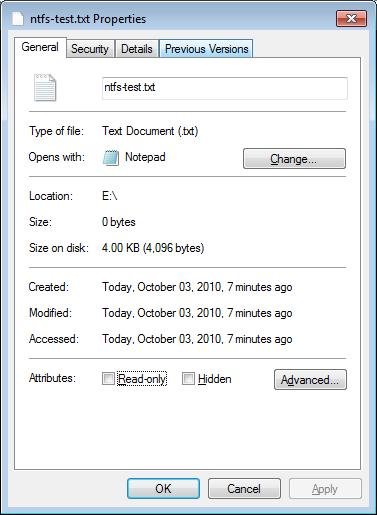 ntfs-test.txt Properties
General Security Details Previous Versions
ntfs-test.txt
Type of file: Text Document (.txt)
Opens with: Notepad Change...
Location: E:\
Size: 0 bytes
Size on disk: 4.00 KB (4,096 bytes)
Created: Today, October 03, 2010, 7 minutes ago
Modified: Today, October 03, 2010, 7 minutes ago
Accessed: Today, October 03, 2010, 7 minutes ago
Attributes: Read-only Hidden Advanced...
OK Cancel Apply